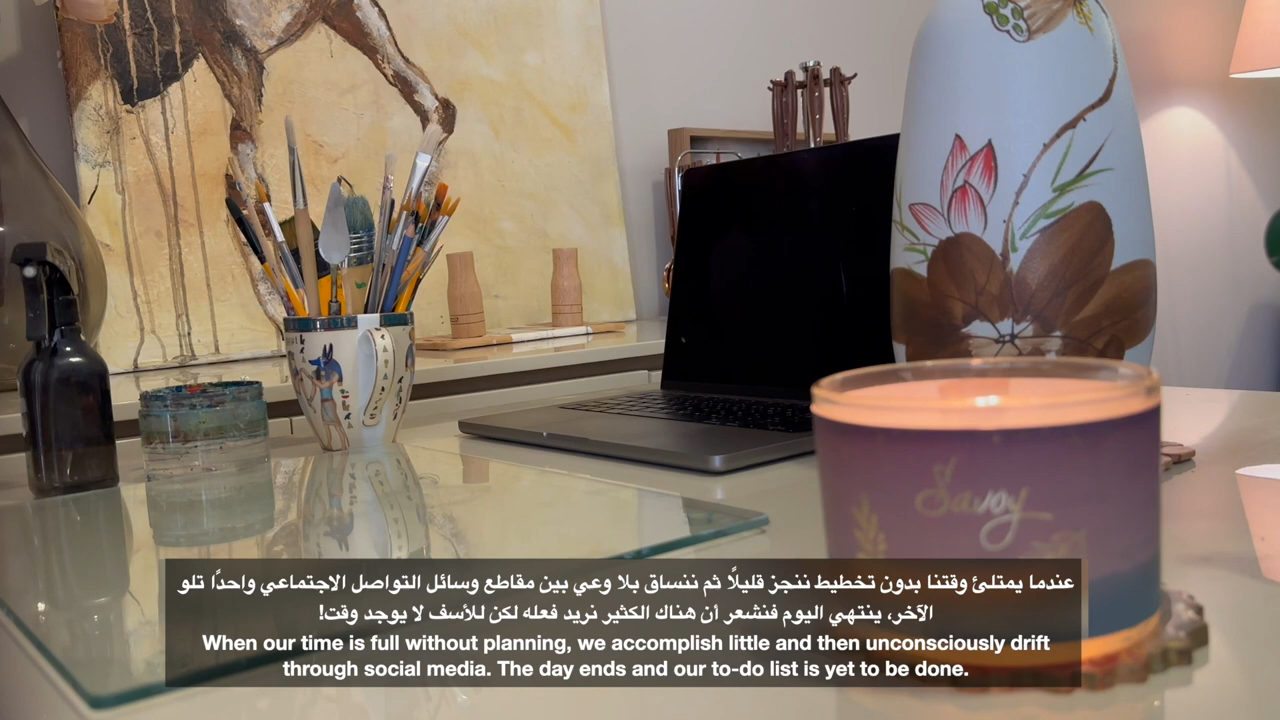 Savoy
عندما يمتلئ وقتنا بدون تخطيط ننجز قليلًا ثم ننساق بلا وعي بين مقاطع وسائل التواصل الاجتماعي واحدًا تلو
الآخر، ينتهي اليوم فنشعر أن هناك الكثير نريد فعله لكن للأسف لا يوجد وقت!
When our time is full without planning, we accomplish little and then unconsciously drift
through social media. The day ends and our to-do list is yet to be done.